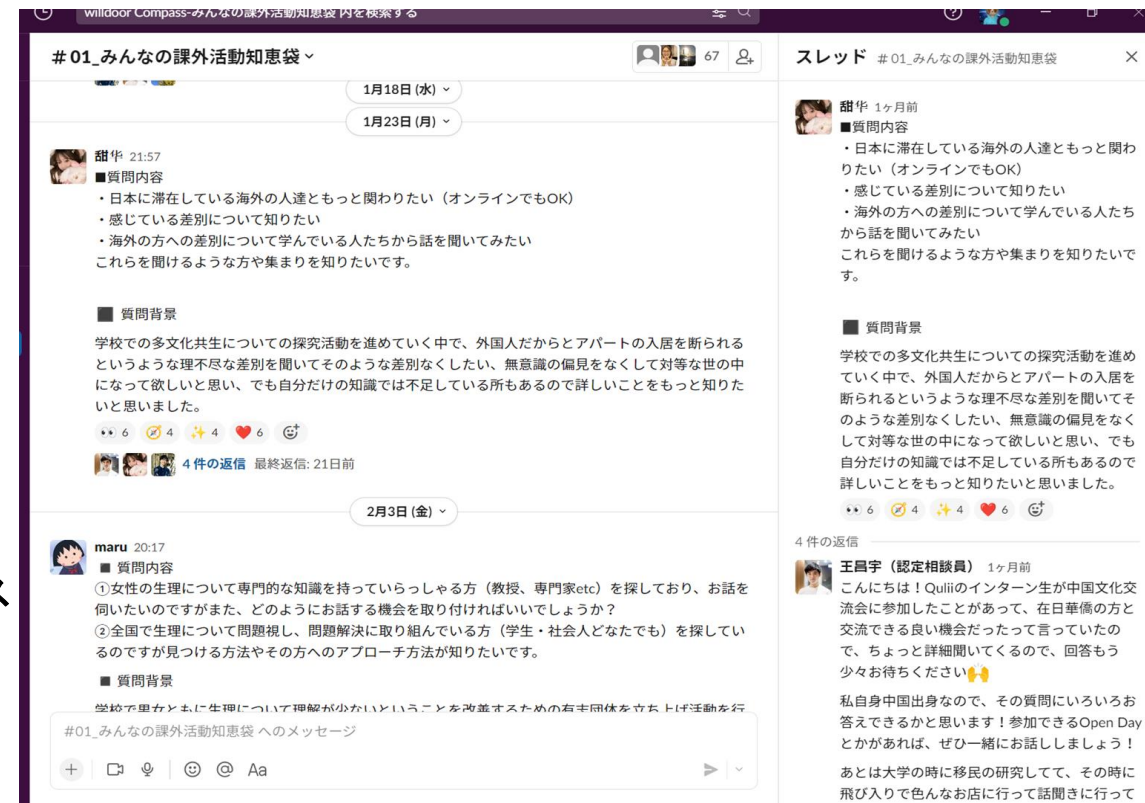 willdoor Compass-みんなの課外活動知恵袋 内を検索する
# 01_みんなの課外活動知恵袋
67
1月18日 (水)
1月23日 (月)
甜华 21:57
■質問内容
・日本に滞在している海外の人達ともっと関わりたい（オンラインでもOK）
・感じている差別について知りたい
・海外の方への差別について学んでいる人たちから話を聞いてみたい
これらを聞けるような方や集まりを知りたいです。
■ 質問背景
学校での多文化共生についての探究活動を進めていく中で、外国人だからとアパートの入居を断られる
というような理不尽な差別を聞いてそのような差別なくしたい、無意識の偏見をなくして対等な世の中
になって欲しいと思い、でも自分だけの知識では不足している所もあるので詳しいことをもっと知りた
いと思いました。
👀 6 🧭 4 ✨ 4 ❤️ 6
4 件の返信 最終返信: 21日前
2月3日 (金)
maru 20:17
■ 質問内容
①女性の生理について専門的な知識を持っていらっしゃる方（教授、専門家etc）を探しており、お話を
伺いたいのですがまた、どのようにお話する機会を取り付ければいいでしょうか？
②全国で生理について問題視し、問題解決に取り組んでいる方（学生・社会人どなたでも）を探してい
るのですが見つける方法やその方へのアプローチ方法が知りたいです。
■ 質問背景
学校で男女ともに生理について理解が少ないということを改善するための有志団体を立ち上げ活動を行
#01_みんなの課外活動知恵袋 へのメッセージ
Aa
スレッド # 01_みんなの課外活動知恵袋
甜华 1ヶ月前
■質問内容
・日本に滞在している海外の人達ともっと関わ
りたい（オンラインでもOK）
・感じている差別について知りたい
・海外の方への差別について学んでいる人たち
から話を聞いてみたい
これらを聞けるような方や集まりを知りたいで
す。
■ 質問背景
学校での多文化共生についての探究活動を進め
ていく中で、外国人だからとアパートの入居を
断られるというような理不尽な差別を聞いてそ
のような差別なくしたい、無意識の偏見をなく
して対等な世の中になって欲しいと思い、でも
自分だけの知識では不足している所もあるので
詳しいことをもっと知りたいと思いました。
👀 6 🧭 4 ✨ 4 ❤️ 6
4 件の返信
王昌宇（認定相談員） 1ヶ月前
こんにちは！Quliiのインターン生が中国文化交
流会に参加したことがあって、在日華僑の方と
交流できる良い機会だったって言っていたの
で、ちょっと詳細聞いてくるので、回答もう
少々お待ちください🙌
私自身中国出身なので、その質問にいろいろお
答えできるかと思います！参加できるOpen Day
とかがあれば、ぜひ一緒にお話ししましょう！
あとは大学の時に移民の研究してて、その時に
飛び入りで色んなお店に行って話聞きに行って